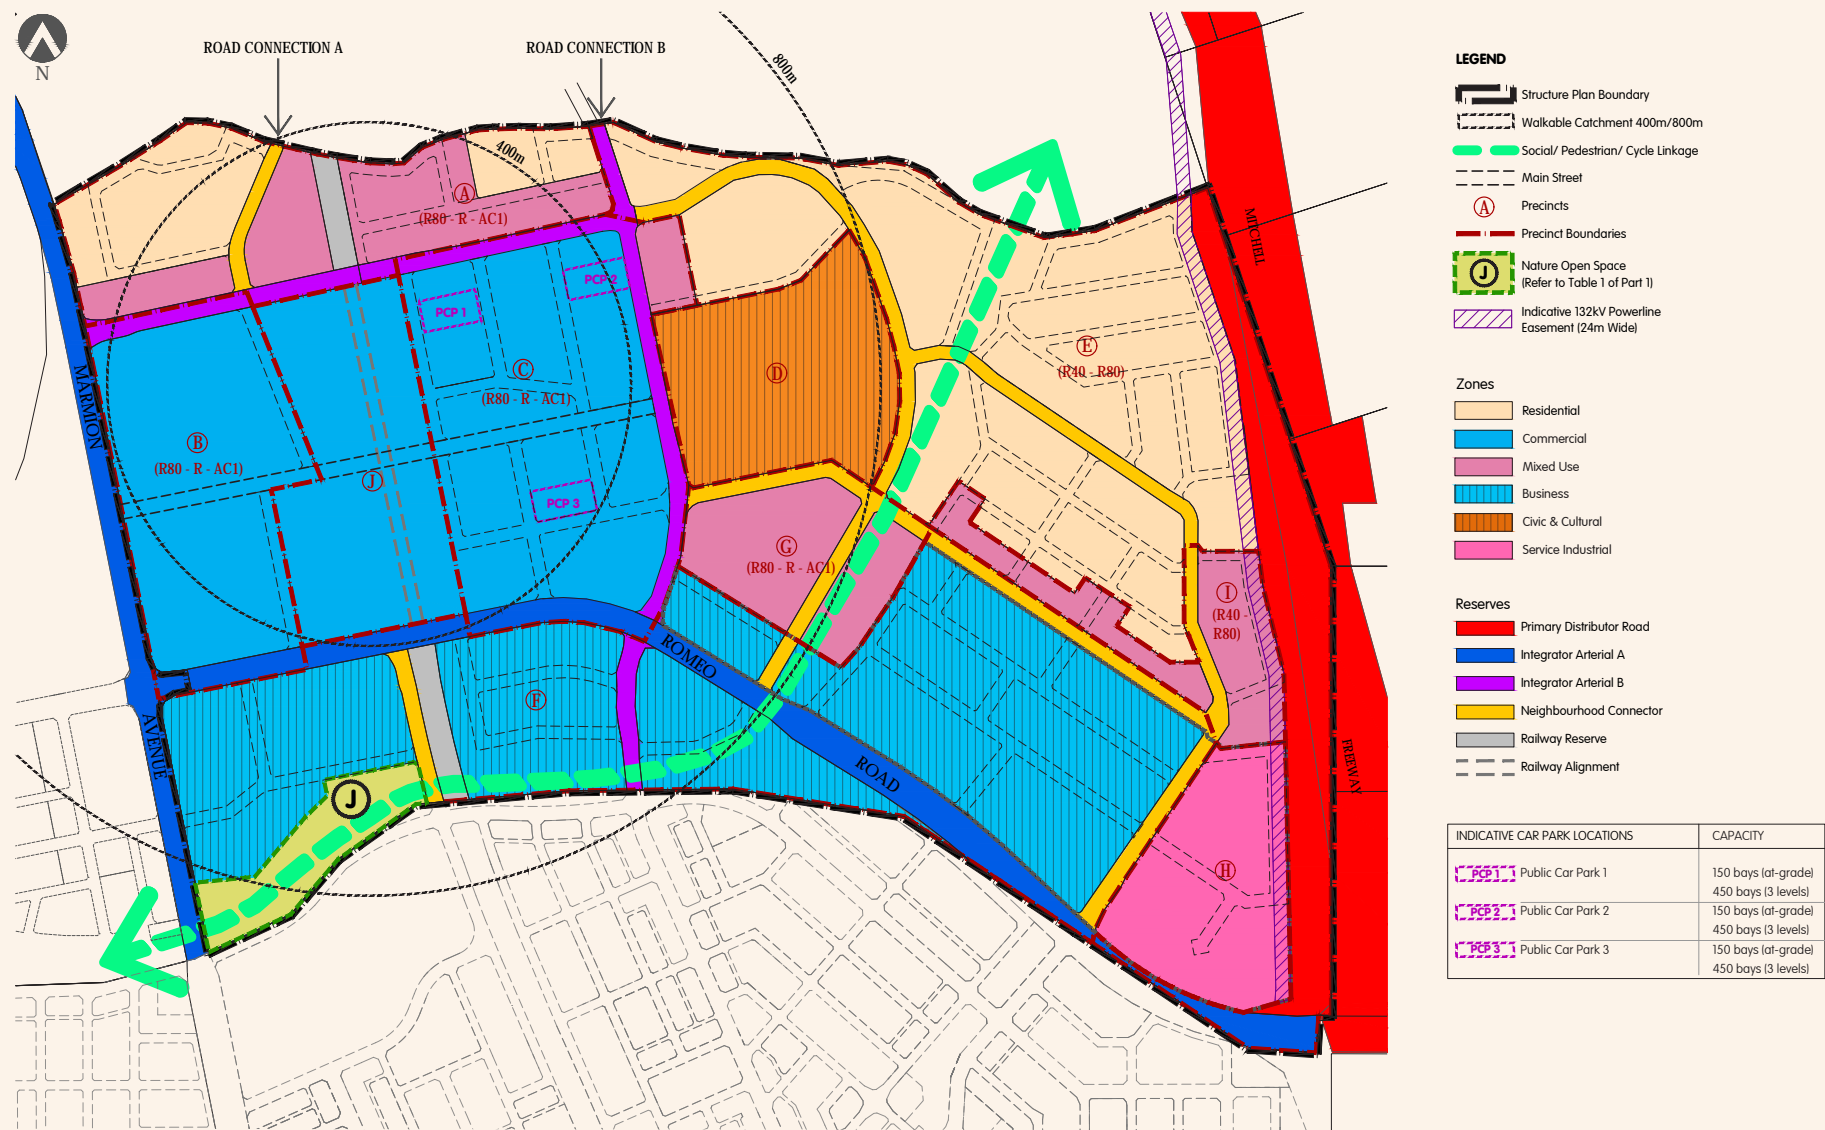 N
ROAD CONNECTION A
ROAD CONNECTION B
800m
400m
A
(R80 - R - AC1)
PCP 1
PCP 2
C
(R80 - R - AC1)
B
(R80 - R - AC1)
J
PCP 3
D
E
(R40 - R80)
G
(R80 - R - AC1)
I
(R40 -
R80)
F
H
J
MARMION
AVENUE
ROMEO
ROAD
MITCHELL
FREEWAY
LEGEND
Structure Plan Boundary
Walkable Catchment 400m/800m
Social/ Pedestrian/ Cycle Linkage
Main Street
A
Precincts
Precinct Boundaries
J
Nature Open Space
(Refer to Table 1 of Part 1)
Indicative 132kV Powerline
Easement (24m Wide)
Zones
Residential
Commercial
Mixed Use
Business
Civic & Cultural
Service Industrial
Reserves
Primary Distributor Road
Integrator Arterial A
Integrator Arterial B
Neighbourhood Connector
Railway Reserve
Railway Alignment
INDICATIVE CAR PARK LOCATIONS CAPACITY
PCP 1 Public Car Park 1 150 bays (at-grade)
450 bays (3 levels)
PCP 2 Public Car Park 2 150 bays (at-grade)
450 bays (3 levels)
PCP 3 Public Car Park 3 150 bays (at-grade)
450 bays (3 levels)